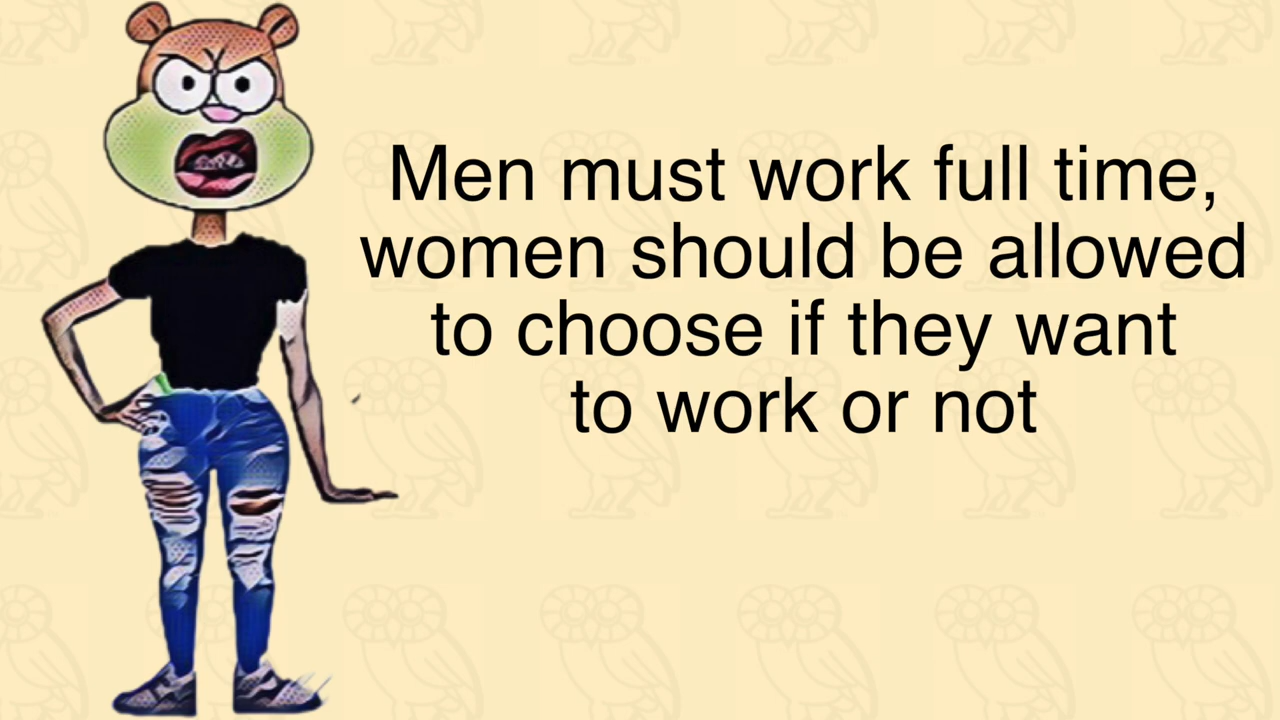 Men must work full time,
women should be allowed
to choose if they want
to work or not